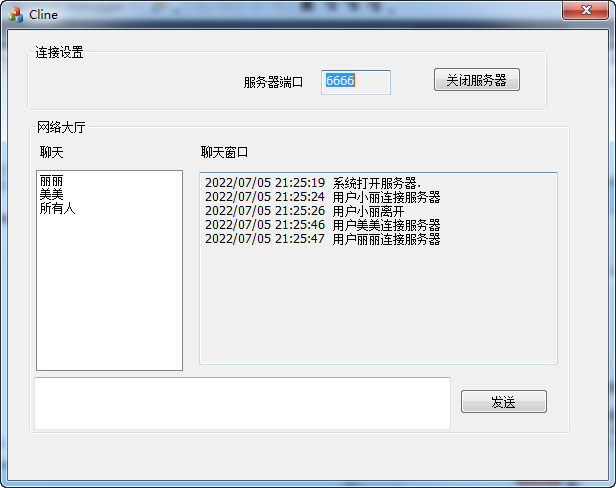 Cline
连接设置
服务器端口 6666 关闭服务器
网络大厅
聊天 聊天窗口
丽丽
美美
所有人
2022/07/05 21:25:19 系统打开服务器.
2022/07/05 21:25:24 用户小丽连接服务器
2022/07/05 21:25:26 用户小丽离开
2022/07/05 21:25:46 用户美美连接服务器
2022/07/05 21:25:47 用户丽丽连接服务器
发送